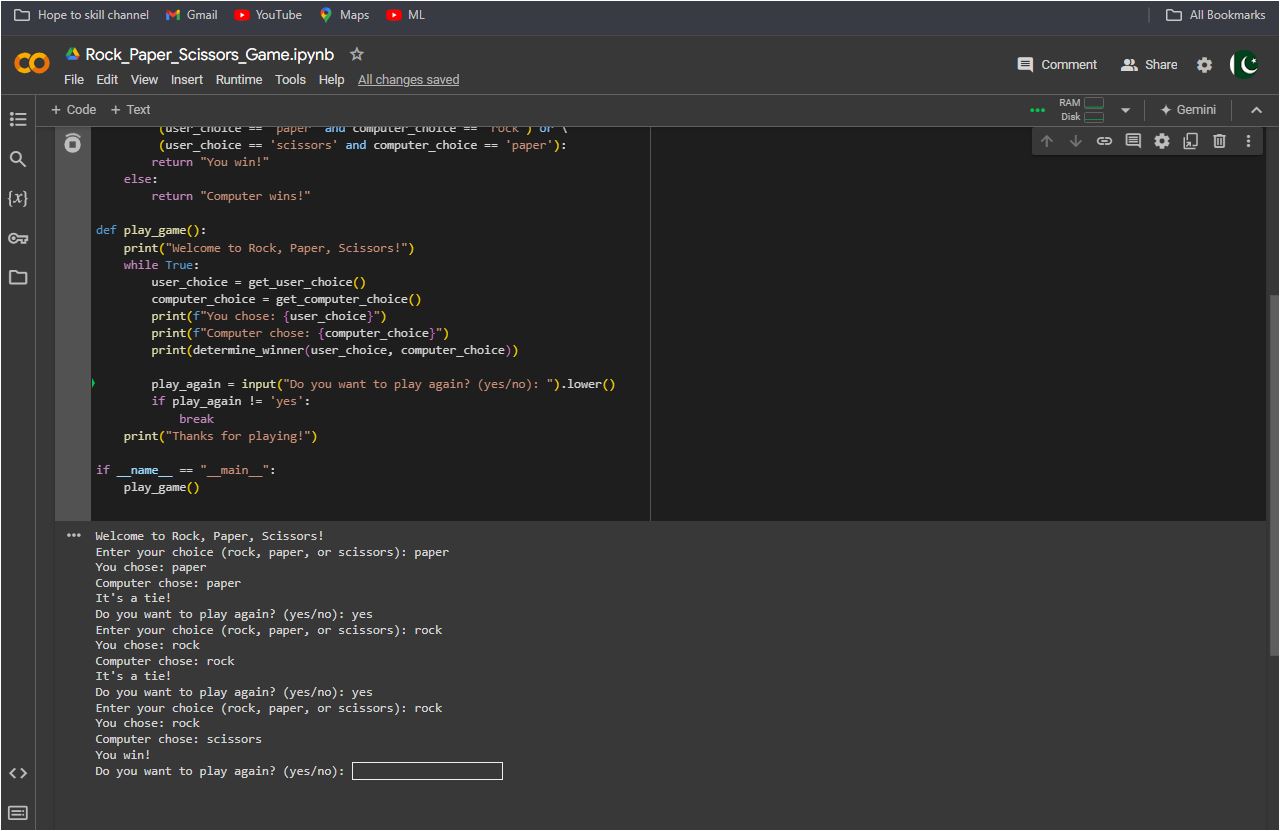 Hope to skill channel Gmail YouTube Maps ML All Bookmarks
Rock_Paper_Scissors_Game.ipynb
File Edit View Insert Runtime Tools Help All changes saved
Comment Share
+ Code + Text
RAM
Disk
Gemini
(user_choice == 'paper' and computer_choice == 'rock') or \
(user_choice == 'scissors' and computer_choice == 'paper'):
return "You win!"
else:
return "Computer wins!"
def play_game():
print("Welcome to Rock, Paper, Scissors!")
while True:
user_choice = get_user_choice()
computer_choice = get_computer_choice()
print(f"You chose: {user_choice}")
print(f"Computer chose: {computer_choice}")
print(determine_winner(user_choice, computer_choice))
play_again = input("Do you want to play again? (yes/no): ").lower()
if play_again != 'yes':
break
print("Thanks for playing!")
if __name__ == "__main__":
play_game()
Welcome to Rock, Paper, Scissors!
Enter your choice (rock, paper, or scissors): paper
You chose: paper
Computer chose: paper
It's a tie!
Do you want to play again? (yes/no): yes
Enter your choice (rock, paper, or scissors): rock
You chose: rock
Computer chose: rock
It's a tie!
Do you want to play again? (yes/no): yes
Enter your choice (rock, paper, or scissors): rock
You chose: rock
Computer chose: scissors
You win!
Do you want to play again? (yes/no):